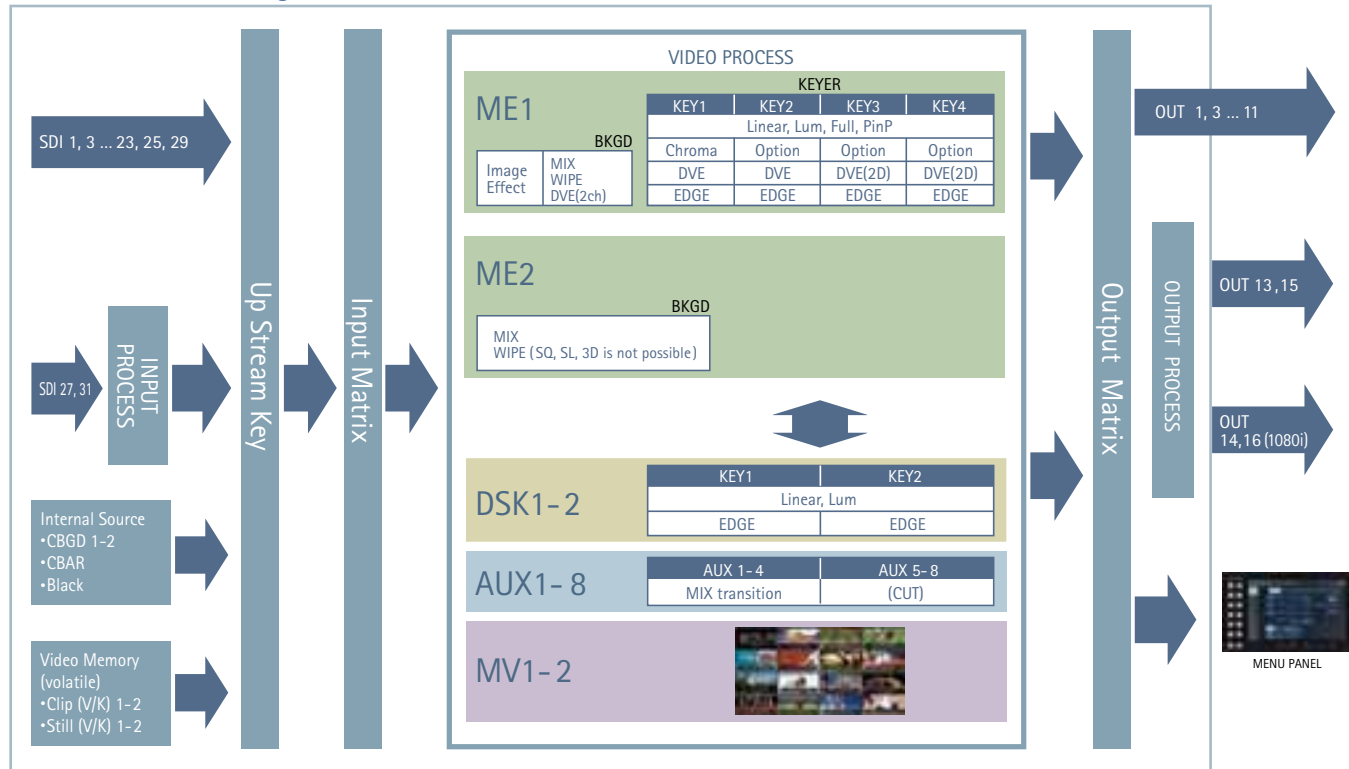 VIDEO PROCESS
SDI 1, 3 ... 23, 25, 29
SDI 27, 31
INPUT
PROCESS
Internal Source
•CBGD 1-2
•CBAR
•Black
Video Memory
(volatile)
•Clip (V/K) 1-2
•Still (V/K) 1-2
Up Stream Key
Input Matrix
ME1
BKGD
Image
Effect
MIX
WIPE
DVE(2ch)
KEYER
KEY1 KEY2 KEY3 KEY4
Linear, Lum, Full, PinP
Chroma Option Option Option
DVE DVE DVE(2D) DVE(2D)
EDGE EDGE EDGE EDGE
ME2
BKGD
MIX
WIPE (SQ, SL, 3D is not possible)
DSK1-2
KEY1 KEY2
Linear, Lum
EDGE EDGE
AUX1-8
AUX 1-4 AUX 5-8
MIX transition (CUT)
MV1-2
Output Matrix
OUTPUT PROCESS
OUT 1, 3 ... 11
OUT 13,15
OUT
14,16 (1080i)
MENU PANEL